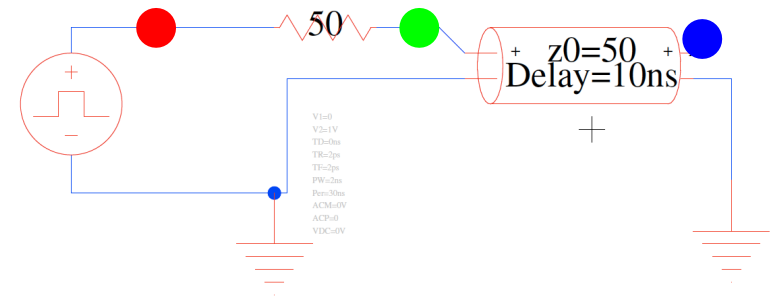 50
+ z0=50 +
Delay=10ns
V1=0
V2=1V
TD=0ns
TR=2ps
TF=2ps
PW=2ns
Per=30ns
ACM=0V
ACP=0
VDC=0V